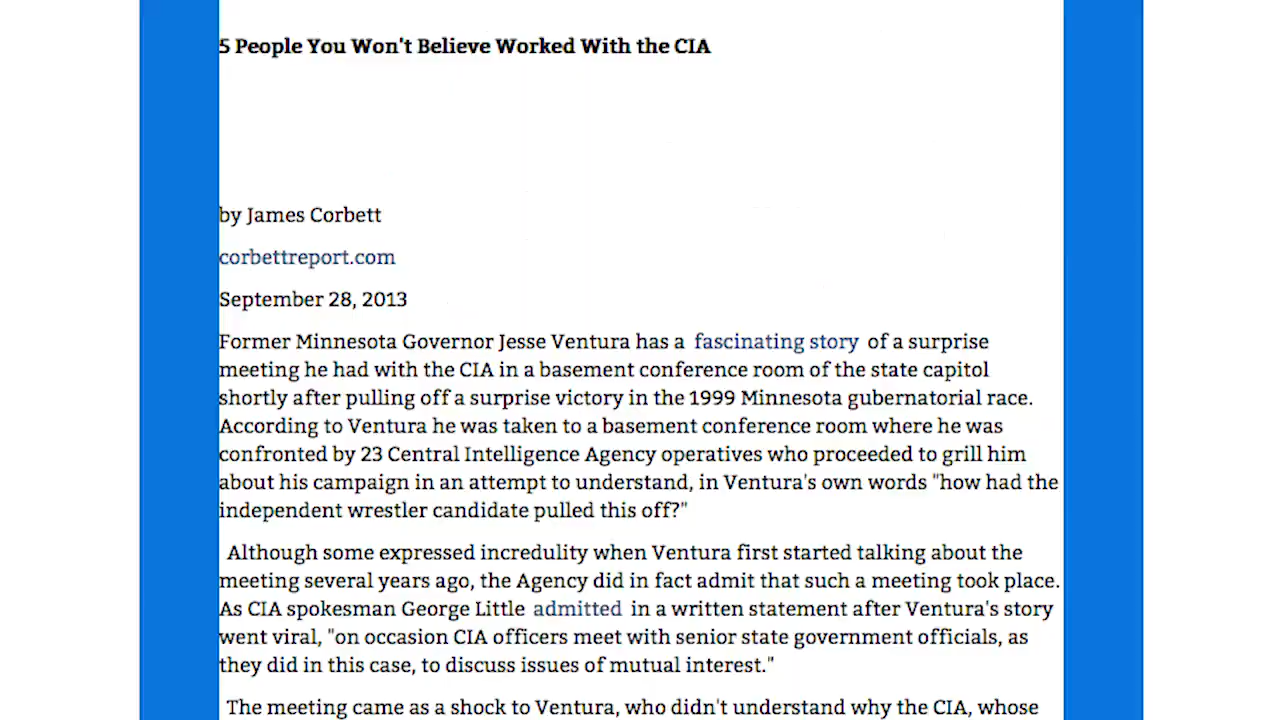 5 People You Won't Believe Worked With the CIA
by James Corbett
corbettreport.com
September 28, 2013
Former Minnesota Governor Jesse Ventura has a fascinating story of a surprise
meeting he had with the CIA in a basement conference room of the state capitol
shortly after pulling off a surprise victory in the 1999 Minnesota gubernatorial race.
According to Ventura he was taken to a basement conference room where he was
confronted by 23 Central Intelligence Agency operatives who proceeded to grill him
about his campaign in an attempt to understand, in Ventura's own words "how had the
independent wrestler candidate pulled this off?"
Although some expressed incredulity when Ventura first started talking about the
meeting several years ago, the Agency did in fact admit that such a meeting took place.
As CIA spokesman George Little admitted in a written statement after Ventura's story
went viral, "on occasion CIA officers meet with senior state government officials, as
they did in this case, to discuss issues of mutual interest."
The meeting came as a shock to Ventura, who didn't understand why the CIA, whose